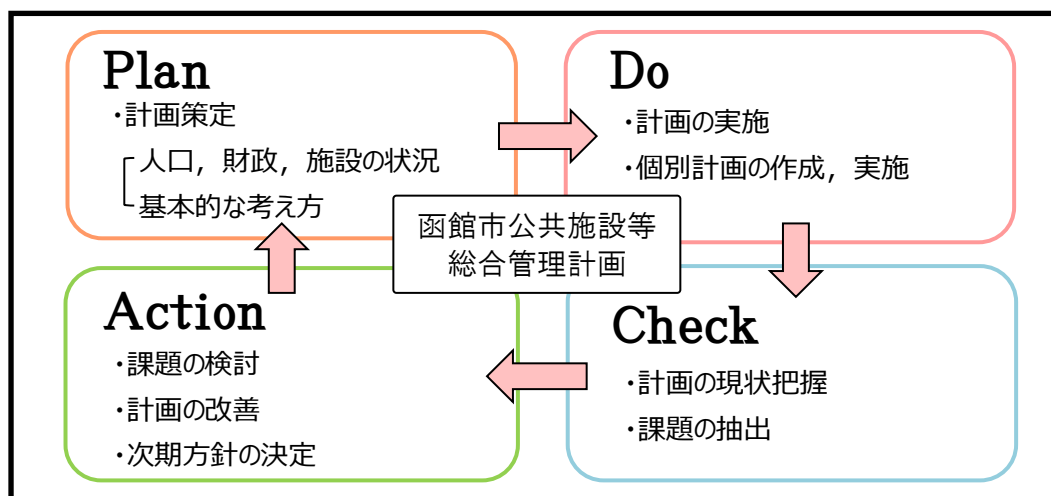 Plan
・計画策定
人口，財政，施設の状況
基本的な考え方
Do
・計画の実施
・個別計画の作成，実施
函館市公共施設等
総合管理計画
Action
・課題の検討
・計画の改善
・次期方針の決定
Check
・計画の現状把握
・課題の抽出